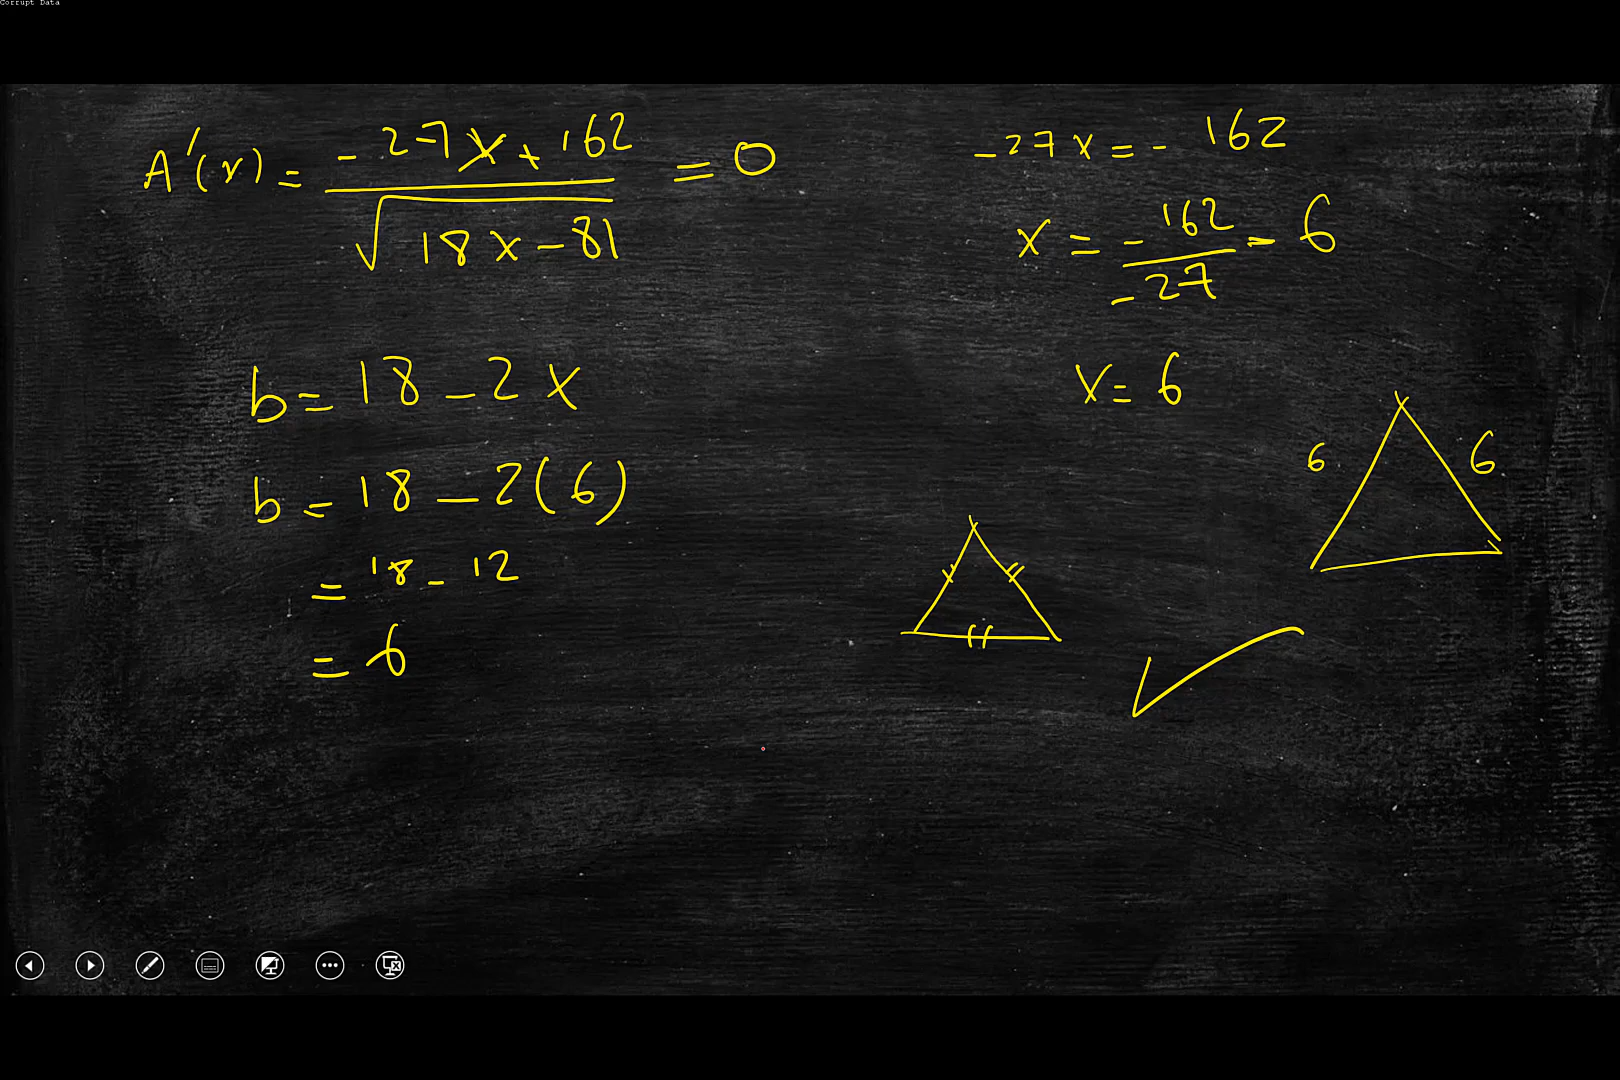 Corrupt Data
A'(x) = (-27x + 162) / √(18x - 81) = 0
-27x = - 162
x = -162 / -27 = 6
x = 6
b = 18 - 2x
b = 18 - 2(6)
= 18 - 12
= 6
6 6